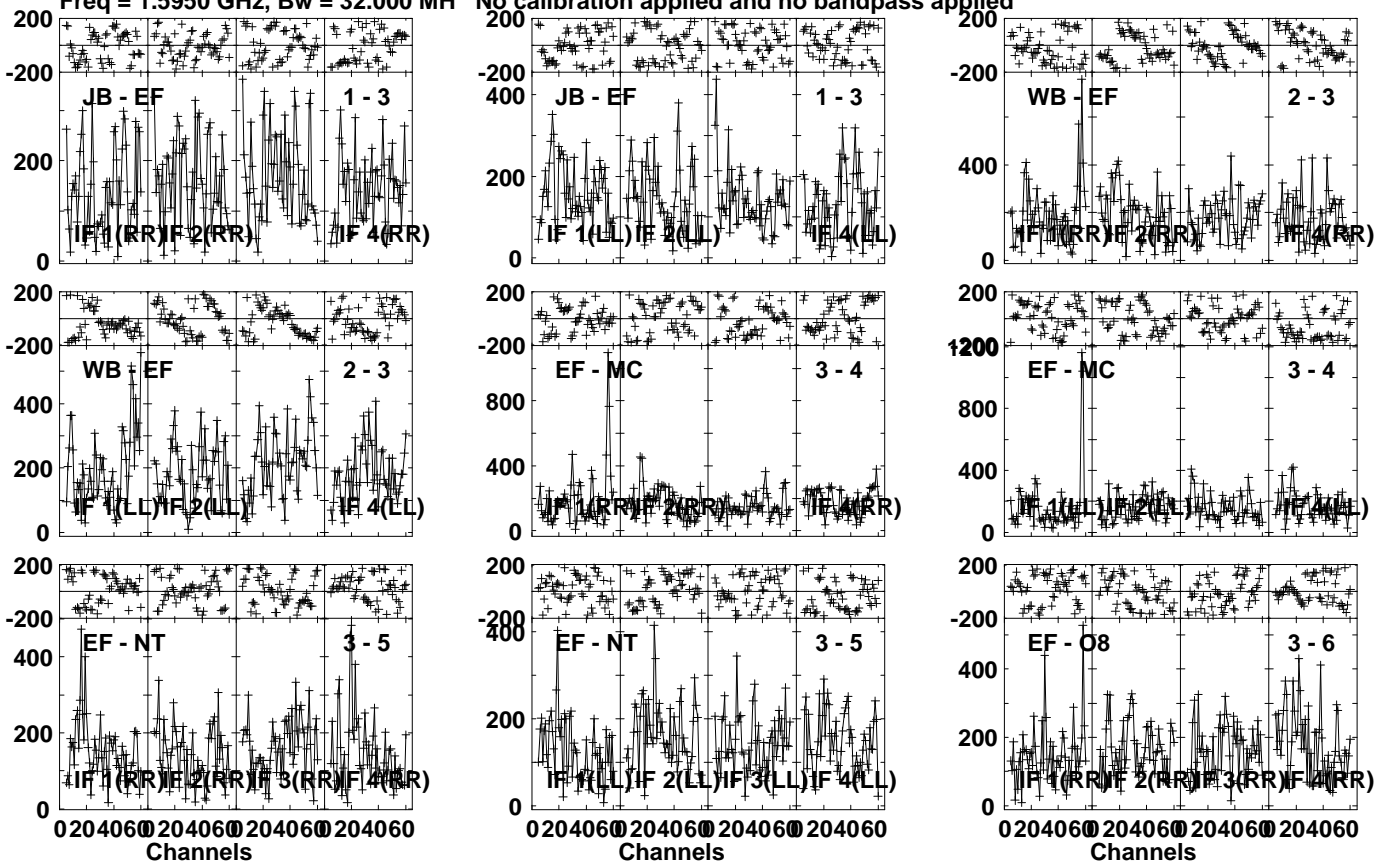 Freq = 1.5950 GHz, Bw = 32.000 MH No calibration applied and no bandpass applied
200
-200
JB - EF 1 - 3
200
0
IF 1(RR) IF 2(RR) IF 4(RR)
-200
JB - EF 1 - 3
400
200
0
IF 1(LL) IF 2(LL) IF 4(LL)
200
-200
WB - EF 2 - 3
400
0
IF 1(RR) IF 2(RR) IF 4(RR)
200
-200
WB - EF 2 - 3
400
200
0
IF 1(LL) IF 2(LL) IF 4(LL)
200
-200
EF - MC 3 - 4
800
400
0
IF 1(RR) IF 2(RR) IF 4(RR)
200
-200
1200
EF - MC 3 - 4
800
400
0
IF 1(LL) IF 2(LL) IF 4(LL)
200
-200
EF - NT 3 - 5
400
200
0
IF 1(RR) IF 2(RR) IF 3(RR) IF 4(RR)
0 20 40 60 0 20 40 60 0 20 40 60 0 20 40 60
Channels
200
-200
EF - NT 3 - 5
400
200
0
IF 1(LL) IF 2(LL) IF 3(LL) IF 4(LL)
0 20 40 60 0 20 40 60 0 20 40 60 0 20 40 60
Channels
200
-200
EF - O8 3 - 6
400
200
0
IF 1(RR) IF 2(RR) IF 3(RR) IF 4(RR)
0 20 40 60 0 20 40 60 0 20 40 60 0 20 40 60
Channels